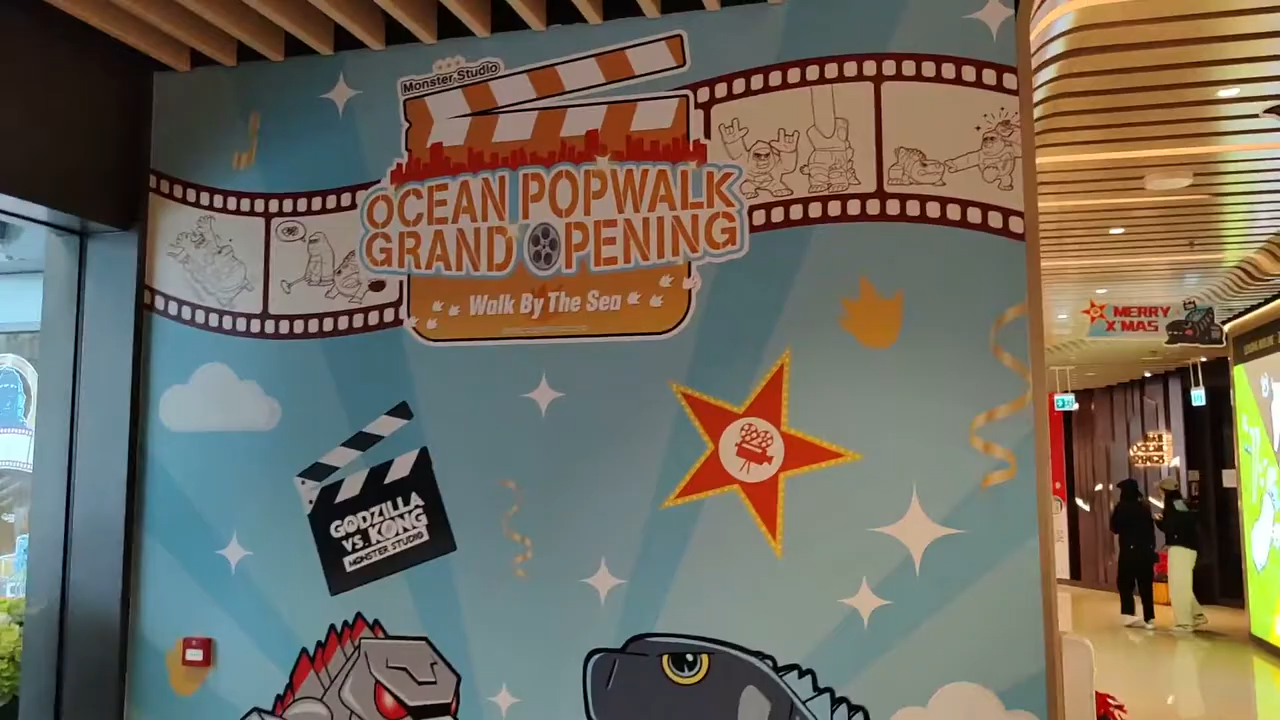 Monster Studio
OCEAN POPWALK
GRAND OPENING
Walk By The Sea
GODZILLA
VS. KONG
MONSTER STUDIO
MERRY
X'MAS